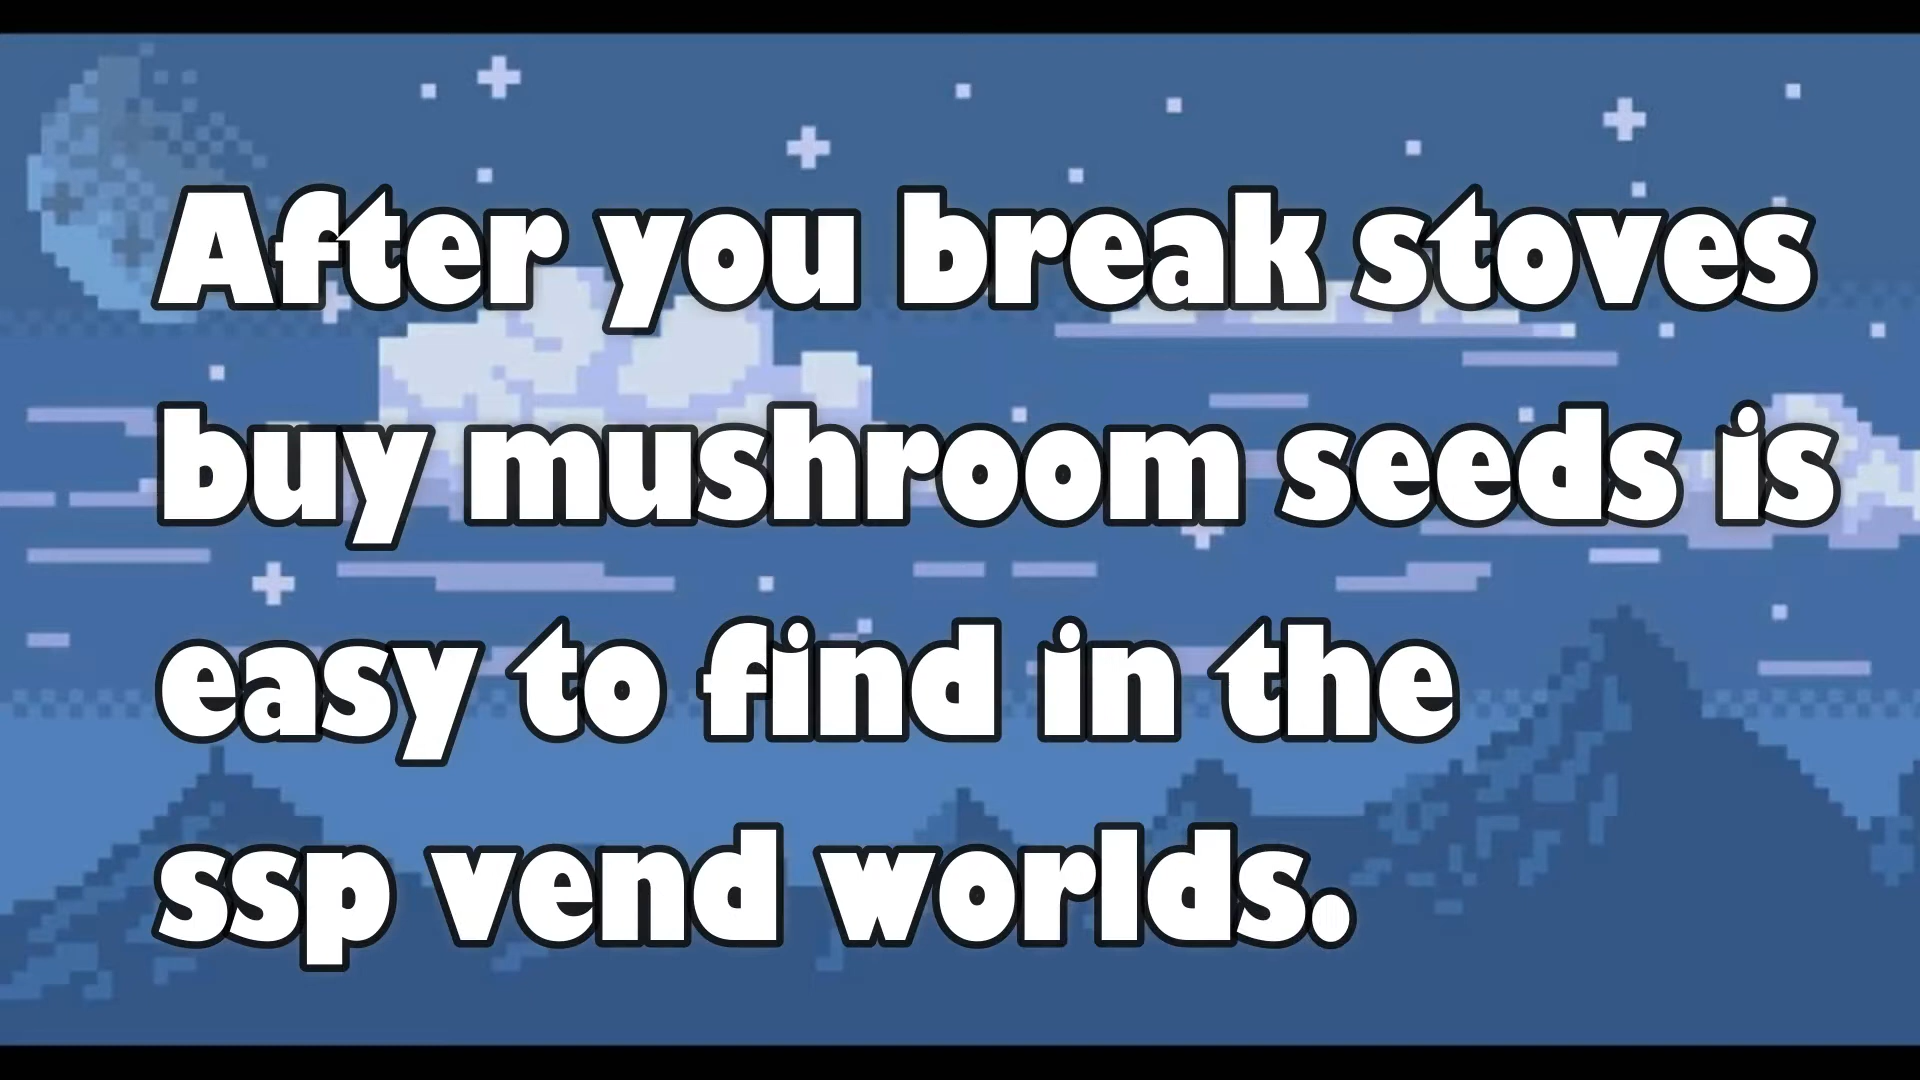 After you break stoves
buy mushroom seeds is
easy to find in the
ssp vend worlds.